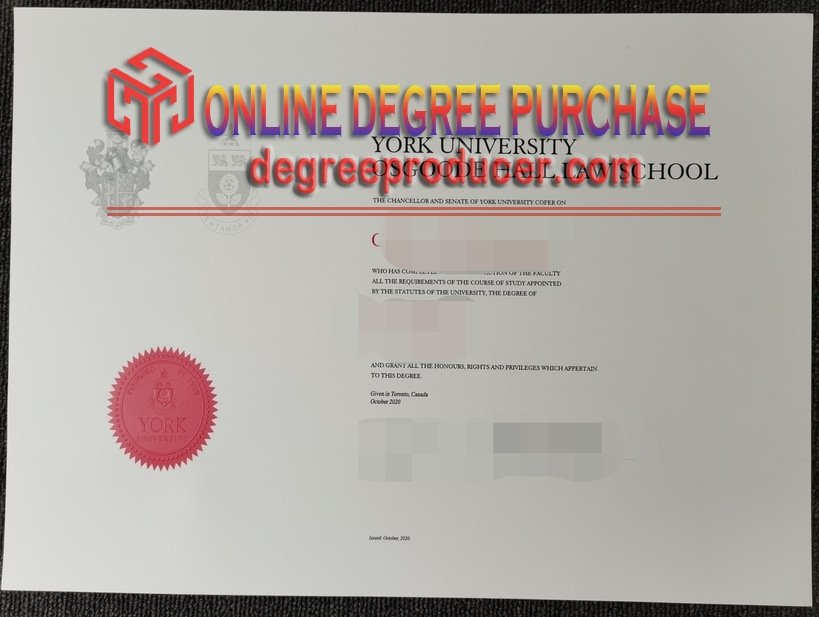 ONLINE DEGREE PURCHASE
degreeproducer.com
YORK UNIVERSITY
OSGOODE HALL LAW SCHOOL
THE CHANCELLOR AND SENATE OF YORK UNIVERSITY COFER ON
WHO HAS OF THE FACULTY
ALL THE REQUIREMENTS OF THE COURSE OF STUDY APPOINTED
BY THE STATUTES OF THE UNIVERSITY, THE DEGREE OF
AND GRANT ALL THE HONOURS, RIGHTS AND PRIVILEGES WHICH APPERTAIN
TO THIS DEGREE.
Given in Toronto, Canada
October 2020
YORK
UNIVERSITY
Issued: October, 2020